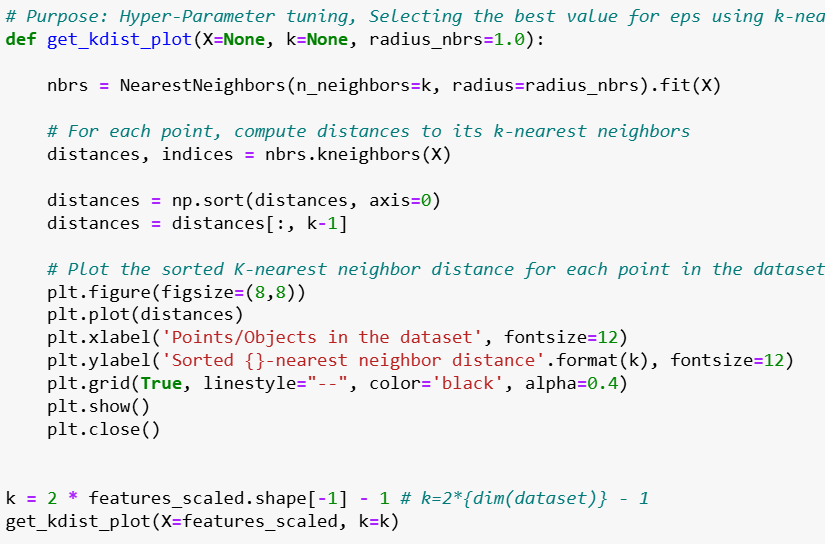 # Purpose: Hyper-Parameter tuning, Selecting the best value for eps using
def get_kdist_plot(X=None, k=None, radius_nbrs=1.0):
nbrs = NearestNeighbors(n_neighbors=k, radius=radius_nbrs).fit(X)
# For each point, compute distances to its k-nearest neighbors
distances, indices = nbrs.kneighbors(X)
distances = np.sort(distances, axis=0)
distances = distances[:, k-1]
# Plot the sorted K-nearest neighbor distance for each point in the dataset
plt.figure(figsize=(8,8))
plt.plot(distances)
plt.xlabel('Points/Objects in the dataset', fontsize=12)
plt.ylabel('Sorted {}-nearest neighbor distance'.format(k), fontsize=12)
plt.grid(True, linestyle="--", color='black', alpha=0.4)
plt.show()
plt.close()
k = 2 * features_scaled.shape[-1] - 1 # k=2*{dim(dataset)} - 1
get_kdist_plot(X=features_scaled, k=k)